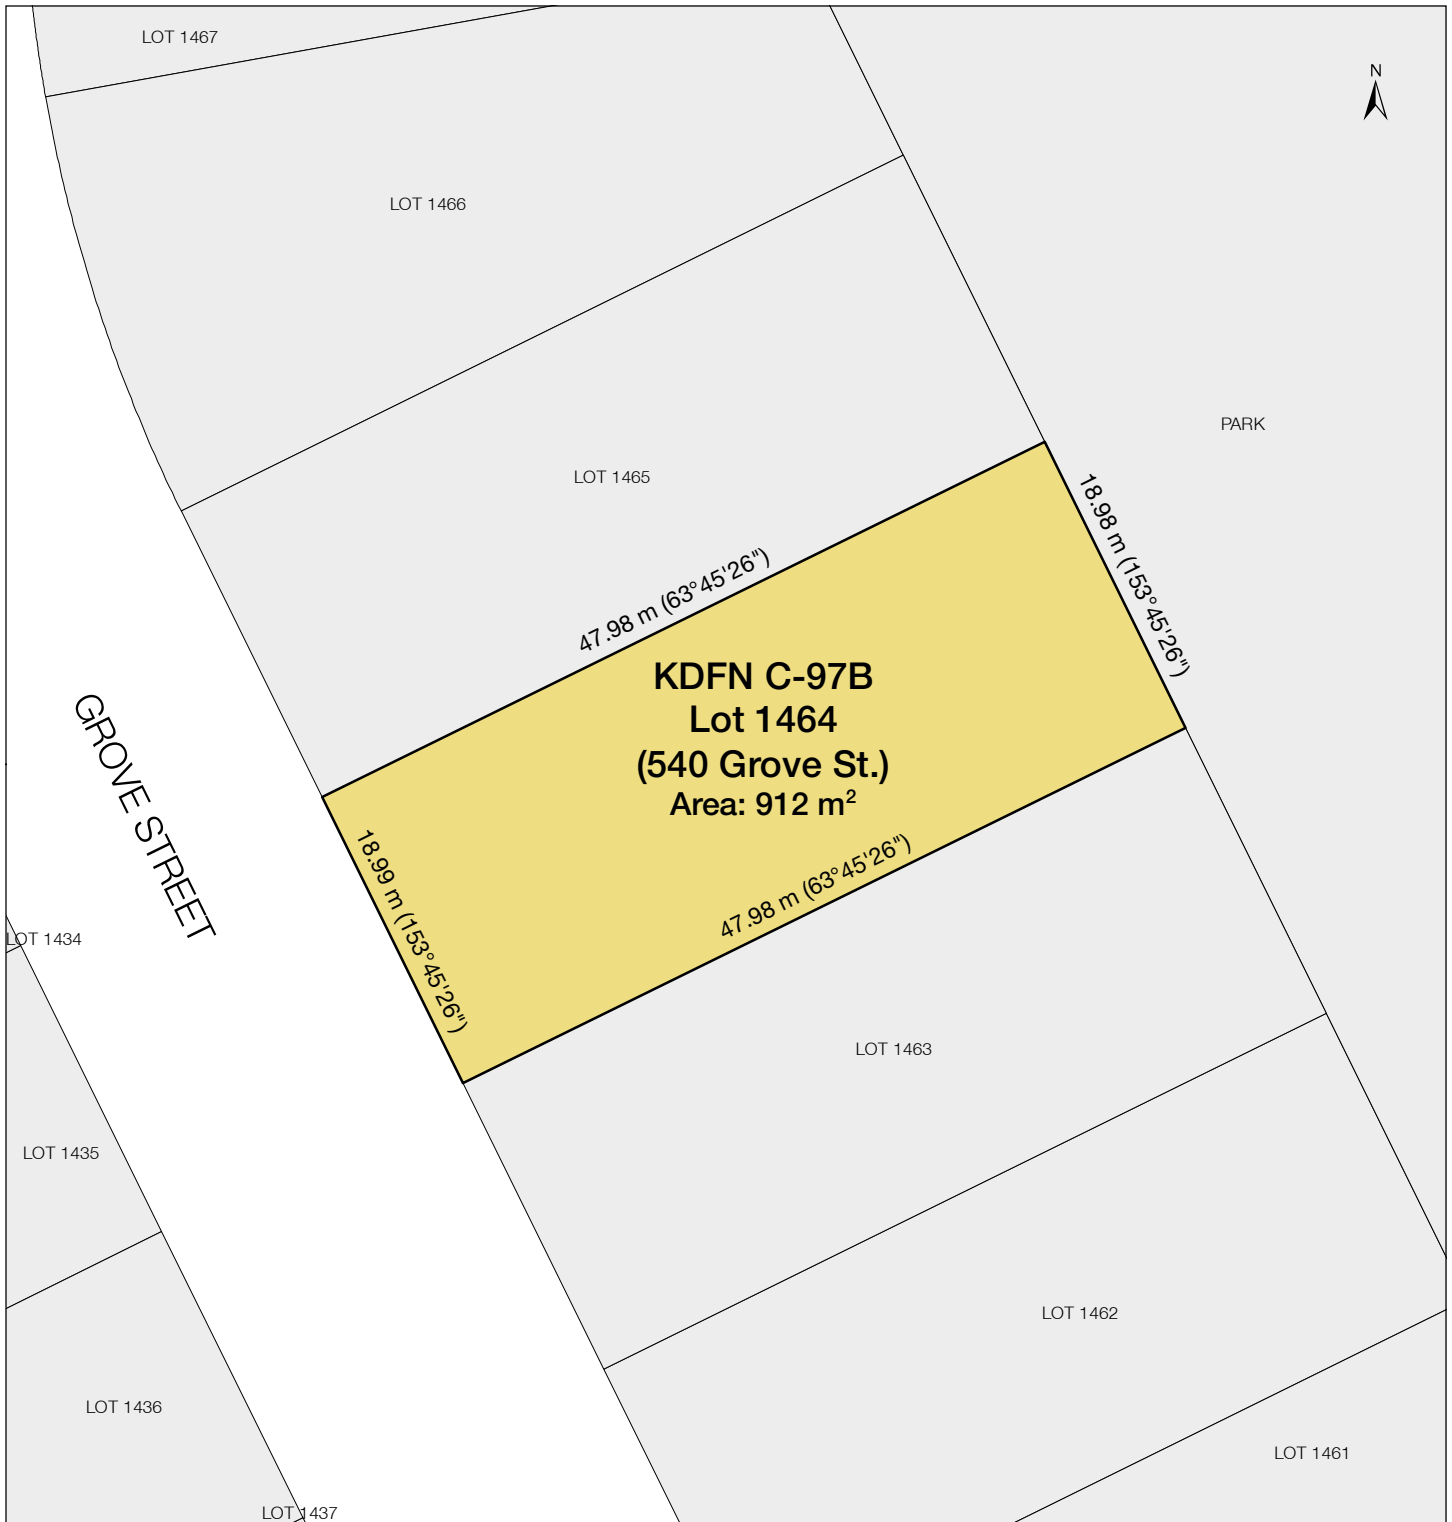 LOT 1467
N
LOT 1466
PARK
LOT 1465
18.98 m (153°45'26")
47.98 m (63°45'26")
KDFN C-97B
Lot 1464
(540 Grove St.)
Area: 912 m²
GROVE STREET
18.99 m (153°45'26")
47.98 m (63°45'26")
LOT 1434
LOT 1463
LOT 1435
LOT 1462
LOT 1436
LOT 1461
LOT 1437